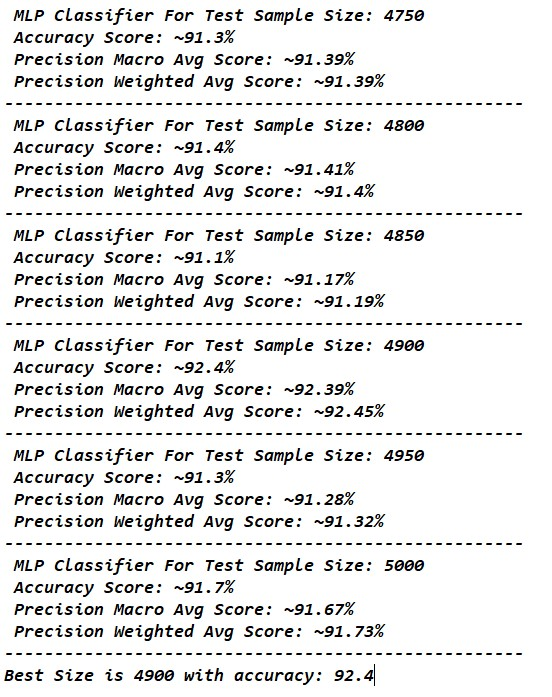 MLP Classifier For Test Sample Size: 4750
Accuracy Score: ~91.3%
Precision Macro Avg Score: ~91.39%
Precision Weighted Avg Score: ~91.39%
----------------------------------------------------
MLP Classifier For Test Sample Size: 4800
Accuracy Score: ~91.4%
Precision Macro Avg Score: ~91.41%
Precision Weighted Avg Score: ~91.4%
----------------------------------------------------
MLP Classifier For Test Sample Size: 4850
Accuracy Score: ~91.1%
Precision Macro Avg Score: ~91.17%
Precision Weighted Avg Score: ~91.19%
----------------------------------------------------
MLP Classifier For Test Sample Size: 4900
Accuracy Score: ~92.4%
Precision Macro Avg Score: ~92.39%
Precision Weighted Avg Score: ~92.45%
----------------------------------------------------
MLP Classifier For Test Sample Size: 4950
Accuracy Score: ~91.3%
Precision Macro Avg Score: ~91.28%
Precision Weighted Avg Score: ~91.32%
----------------------------------------------------
MLP Classifier For Test Sample Size: 5000
Accuracy Score: ~91.7%
Precision Macro Avg Score: ~91.67%
Precision Weighted Avg Score: ~91.73%
----------------------------------------------------
Best Size is 4900 with accuracy: 92.4